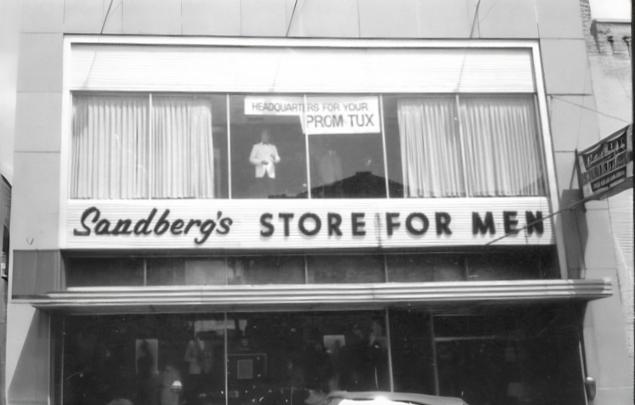 HEADQUARTERS FOR YOUR
PROM TUX
Sandberg's STORE FOR MEN